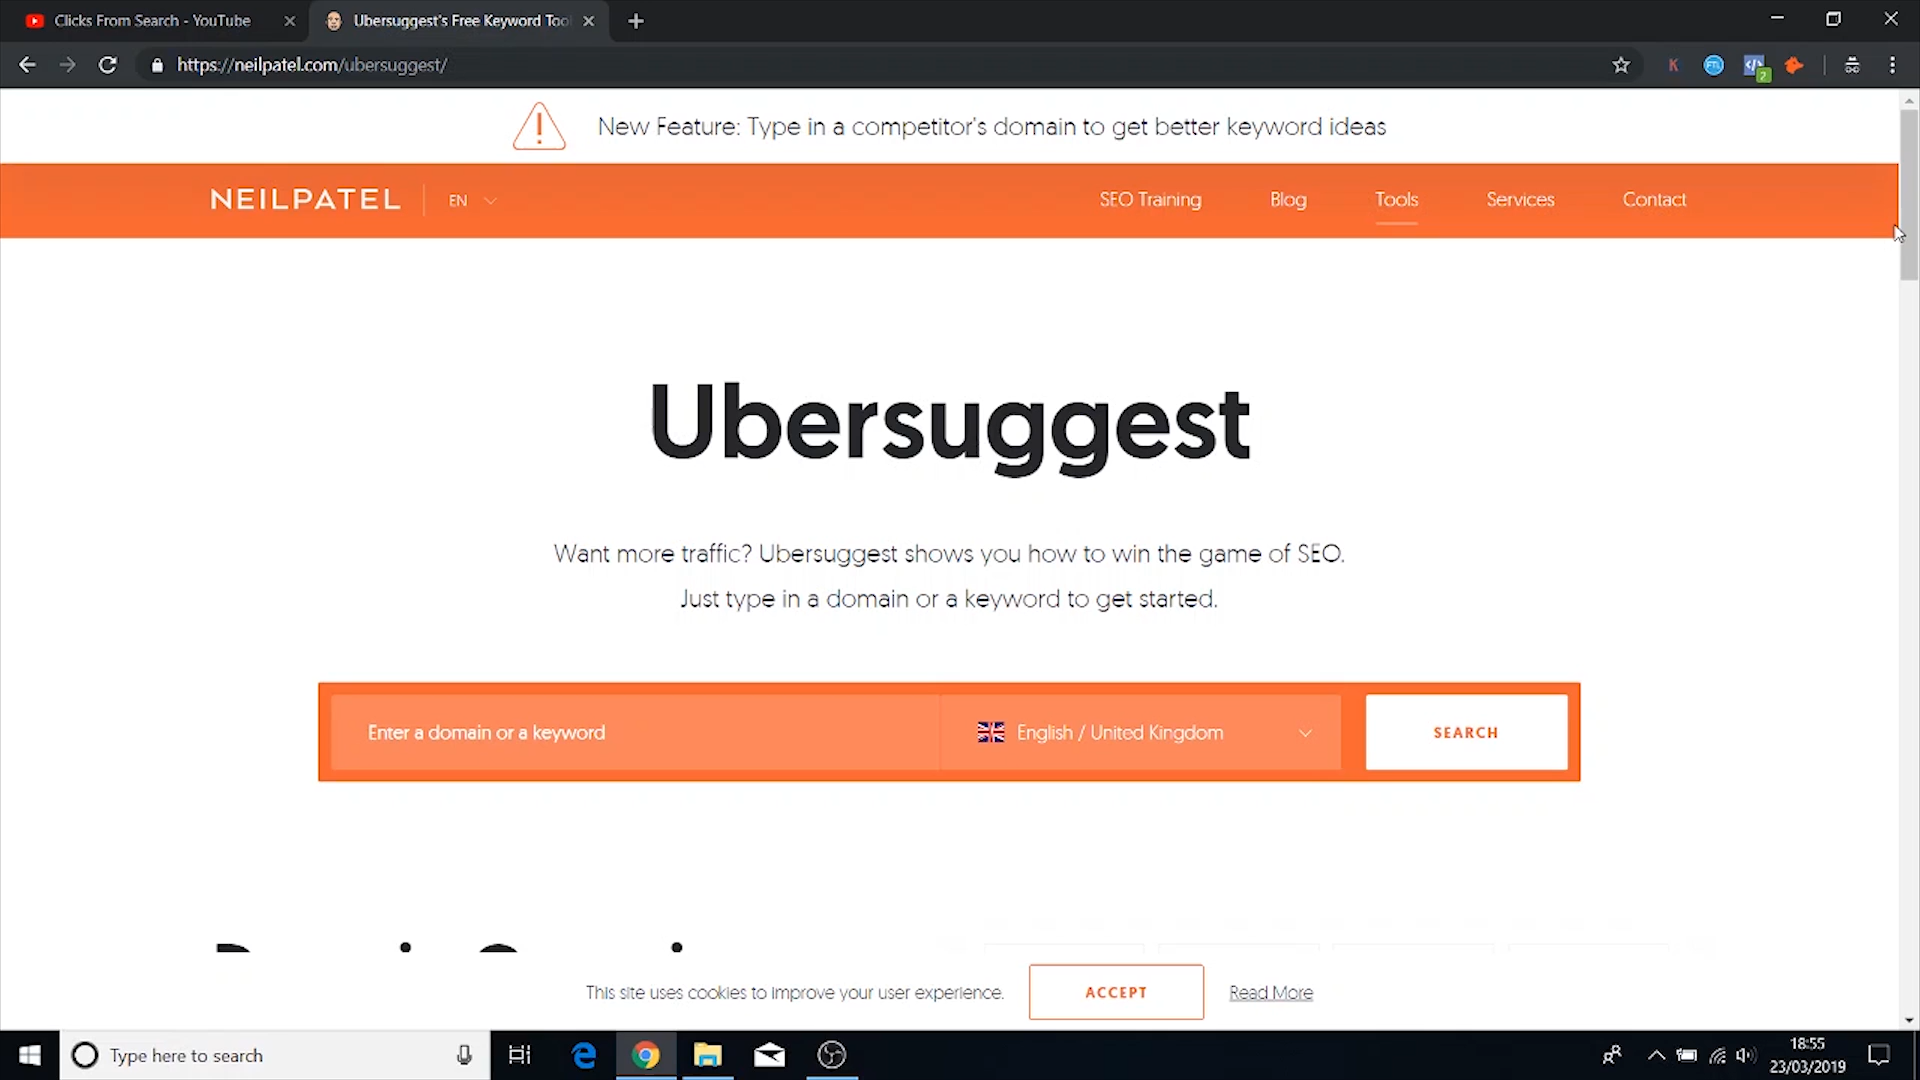 Clicks From Search - YouTube
Ubersuggest's Free Keyword Tool
https://neilpatel.com/ubersuggest/
K
FTL
2
New Feature: Type in a competitor's domain to get better keyword ideas
NEILPATEL
EN
SEO Training
Blog
Tools
Services
Contact
Ubersuggest
Want more traffic? Ubersuggest shows you how to win the game of SEO.
Just type in a domain or a keyword to get started.
Enter a domain or a keyword
English / United Kingdom
SEARCH
This site uses cookies to improve your user experience.
ACCEPT
Read More
Type here to search
18:55
23/03/2019